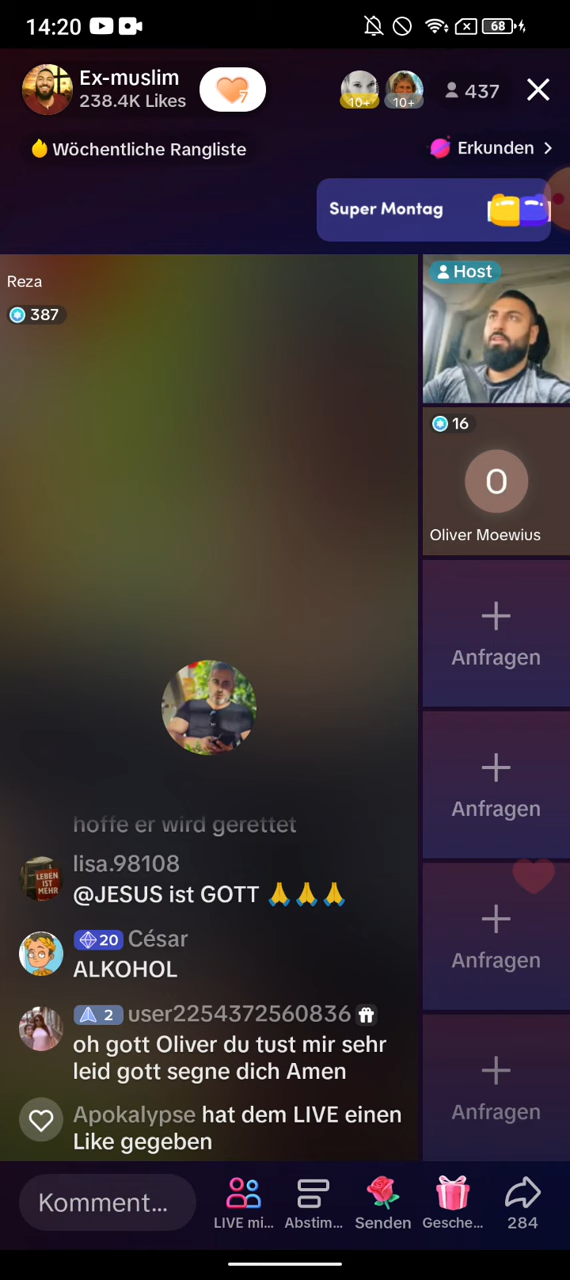 14:20
68
Ex-muslim
238.4K Likes
7
10+
10+
437
Wöchentliche Rangliste
Erkunden
Super Montag
Reza
387
Host
16
O
Oliver Moewius
Anfragen
Anfragen
Anfragen
Anfragen
hoffe er wird gerettet
LEBEN IST MEHR
lisa.98108
@JESUS ist GOTT 🙏🙏🙏
20 César
ALKOHOL
2 user2254372560836
oh gott Oliver du tust mir sehr
leid gott segne dich Amen
Apokalypse hat dem LIVE einen
Like gegeben
Komment...
LIVE mi...
Abstim...
Senden
Gesche...
284